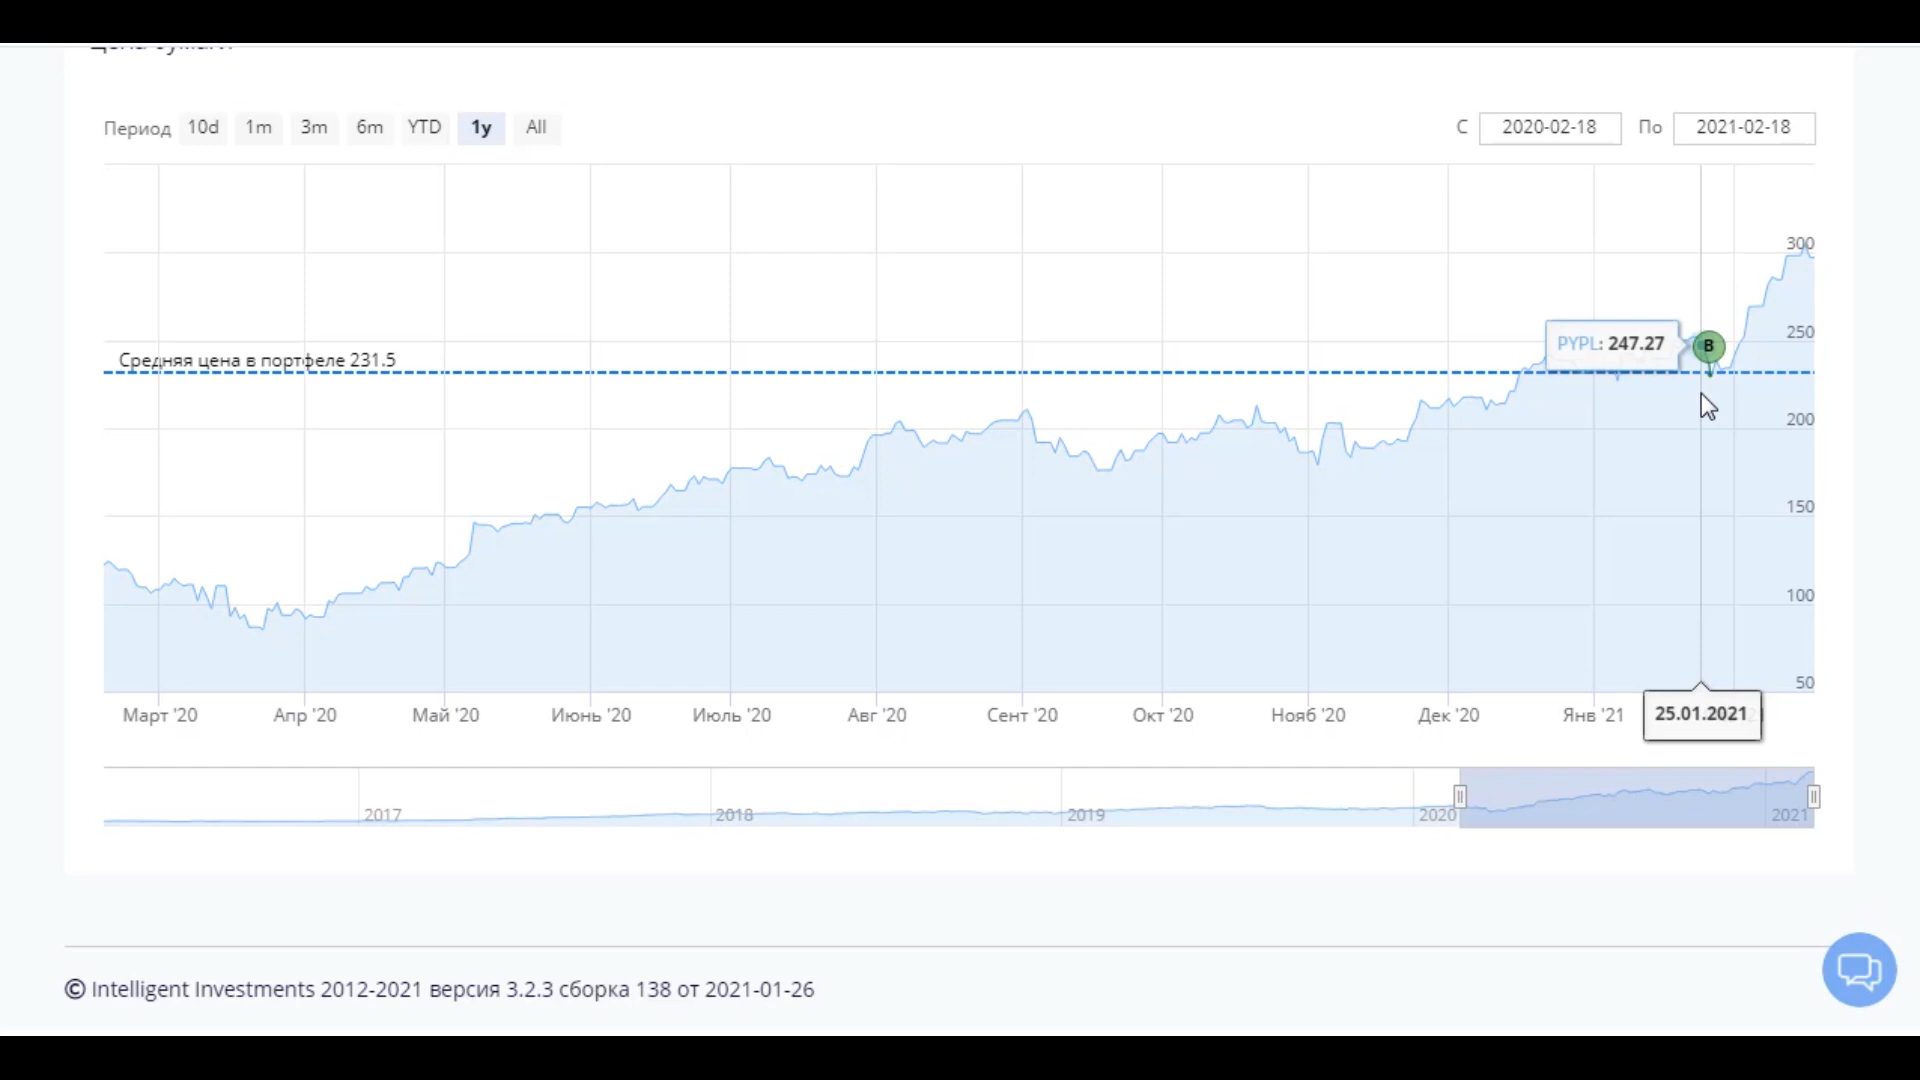 Цена бумаги
Период 10d 1m 3m 6m YTD 1y All
С 2020-02-18 По 2021-02-18
300
PYPL: 247.27
B
250
Средняя цена в портфеле 231.5
200
150
100
50
Март '20 Апр '20 Май '20 Июнь '20 Июль '20 Авг '20 Сент '20 Окт '20 Нояб '20 Дек '20 Янв '21 25.01.2021
2017 2018 2019 2020 2021
© Intelligent Investments 2012-2021 версия 3.2.3 сборка 138 от 2021-01-26